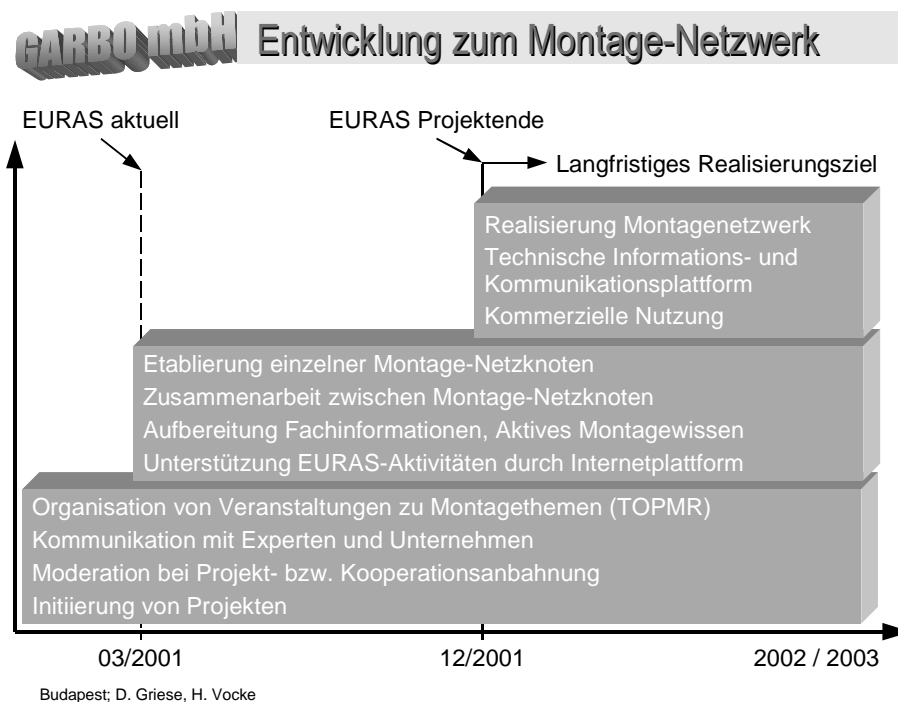 GARBO mbH Entwicklung zum Montage-Netzwerk
EURAS aktuell
EURAS Projektende
Langfristiges Realisierungsziel
Realisierung Montagenetzwerk
Technische Informations- und
Kommunikationsplattform
Kommerzielle Nutzung
Etablierung einzelner Montage-Netzknoten
Zusammenarbeit zwischen Montage-Netzknoten
Aufbereitung Fachinformationen, Aktives Montagewissen
Unterstützung EURAS-Aktivitäten durch Internetplattform
Organisation von Veranstaltungen zu Montagethemen (TOPMR)
Kommunikation mit Experten und Unternehmen
Moderation bei Projekt- bzw. Kooperationsanbahnung
Initiierung von Projekten
03/2001
12/2001
2002 / 2003
Budapest; D. Griese, H. Vocke